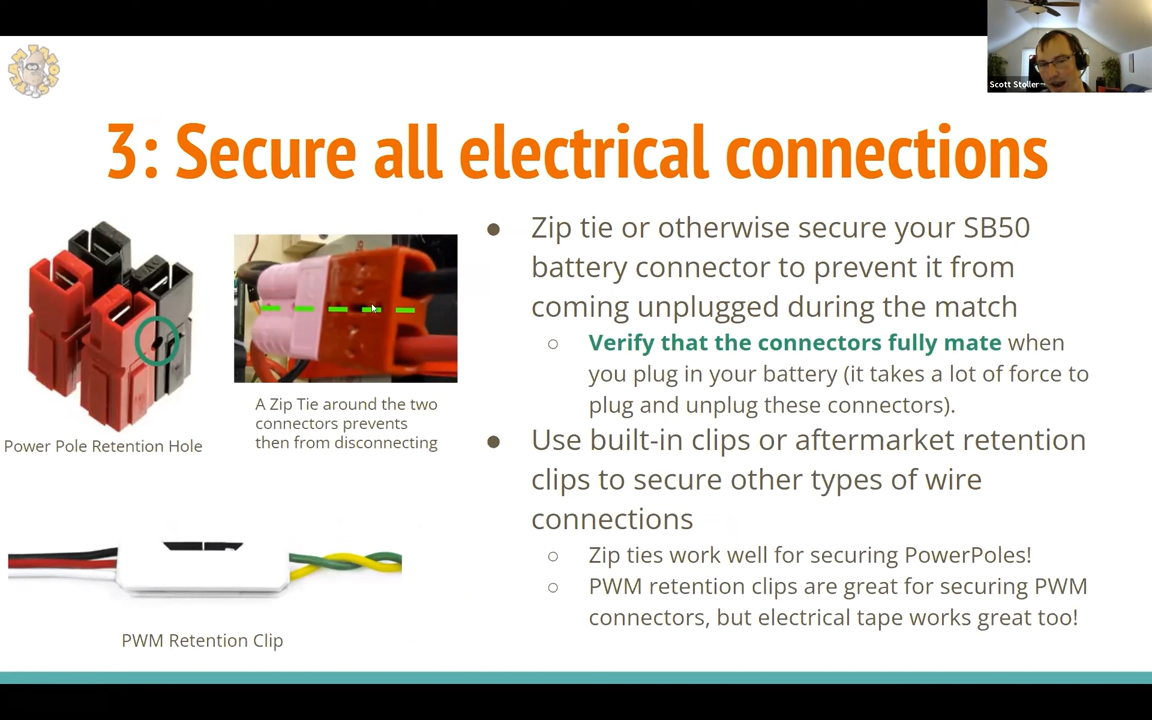 Scott Stoller
3: Secure all electrical connections
Power Pole Retention Hole
A Zip Tie around the two
connectors prevents
then from disconnecting
PWM Retention Clip
● Zip tie or otherwise secure your SB50
battery connector to prevent it from
coming unplugged during the match
○ Verify that the connectors fully mate when
you plug in your battery (it takes a lot of force to
plug and unplug these connectors).
● Use built-in clips or aftermarket retention
clips to secure other types of wire
connections
○ Zip ties work well for securing PowerPoles!
○ PWM retention clips are great for securing PWM
connectors, but electrical tape works great too!